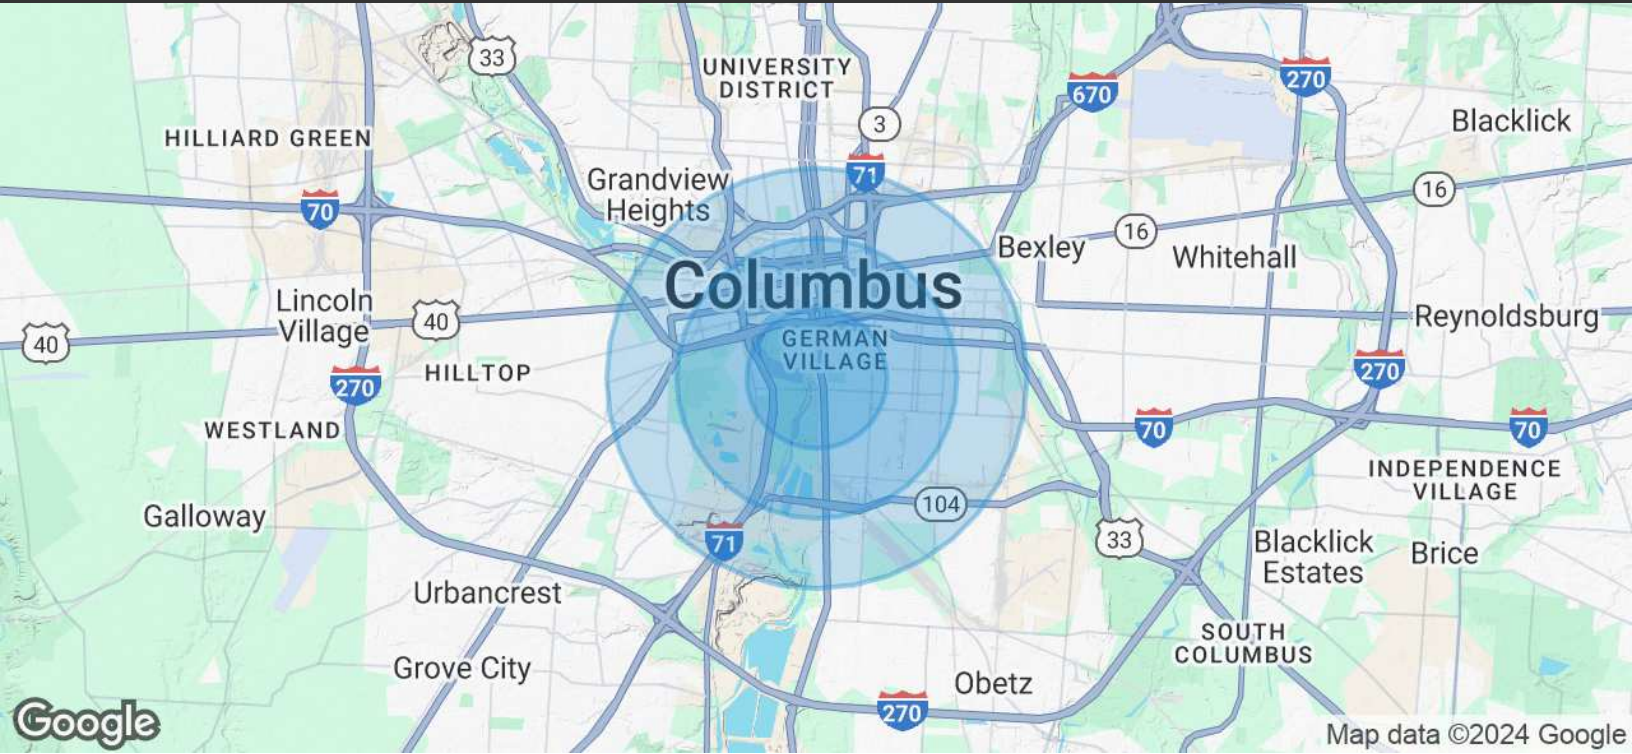 33
UNIVERSITY
DISTRICT
670
270
3
Blacklick
HILLIARD GREEN
71
Grandview
Heights
16
70
16
Bexley
Whitehall
Columbus
Lincoln
Village
40
40
Reynoldsburg
GERMAN
VILLAGE
270
HILLTOP
270
WESTLAND
70
70
INDEPENDENCE
VILLAGE
104
Galloway
71
33
Blacklick
Estates
Brice
Urbancrest
SOUTH
COLUMBUS
Grove City
Obetz
270
Google
Map data ©2024 Google